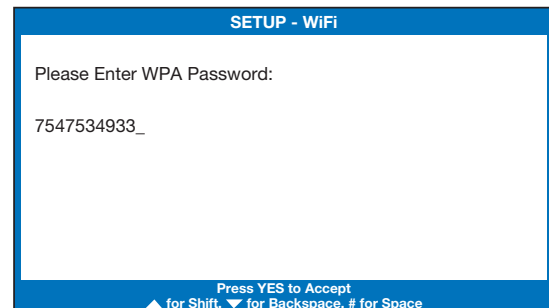 SETUP - WiFi
Please Enter WPA Password:
7547534933_
Press YES to Accept
▲ for Shift, ▼ for Backspace, # for Space